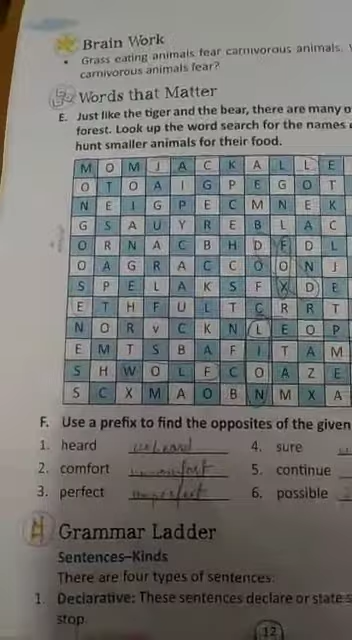 Brain Work
• Grass eating animals fear carnivorous animals.
carnivorous animals fear?
Words that Matter
E. Just like the tiger and the bear, there are many
forest. Look up the word search for the names
hunt smaller animals for their food.
M O M J A C K A L L E
O T O A I G P E G O T
N E I G P E C M N E K
G S A U Y R E B L A C
O R N A C B H D F D L
O A G R A C C O O N J
S P E L A K S F X D E
E T H F U L T C R R T
N O R V C K N L E O P
E M T S B A F I T A M
S H W O L F C O A Z E
S C X M A O B N M X A
F. Use a prefix to find the opposites of the given
1. heard unheard 4. sure
2. comfort 5. continue
3. perfect imperfect 6. possible
Grammar Ladder
Sentences–Kinds
There are four types of sentences:
1. Declarative: These sentences declare or state
stop.
12